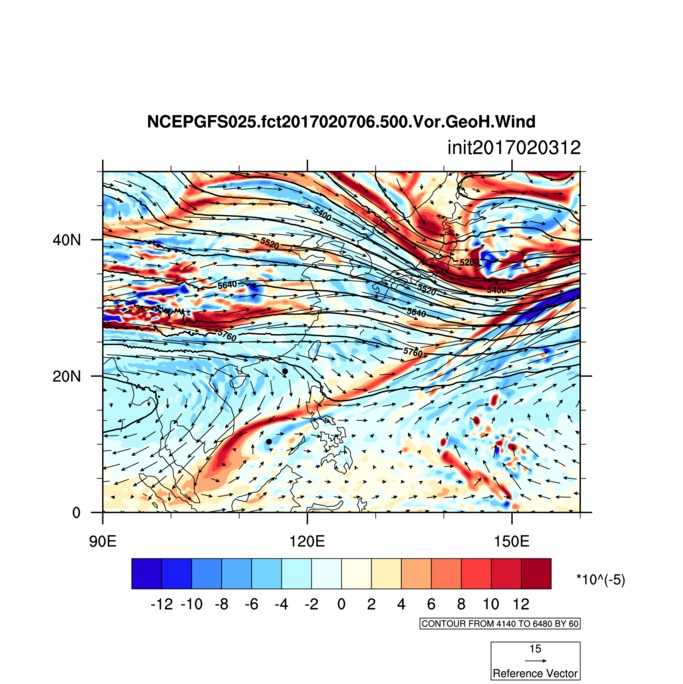 NCEPGFS025.fct2017020706.500.Vor.GeoH.Wind
init2017020312
5400
5520
5280
5640
5520
5400
5640
5760
5760
40N
20N
0
90E 120E 150E
-12 -10 -8 -6 -4 -2 0 2 4 6 8 10 12
*10^(-5)
CONTOUR FROM 4140 TO 6480 BY 60
15
Reference Vector